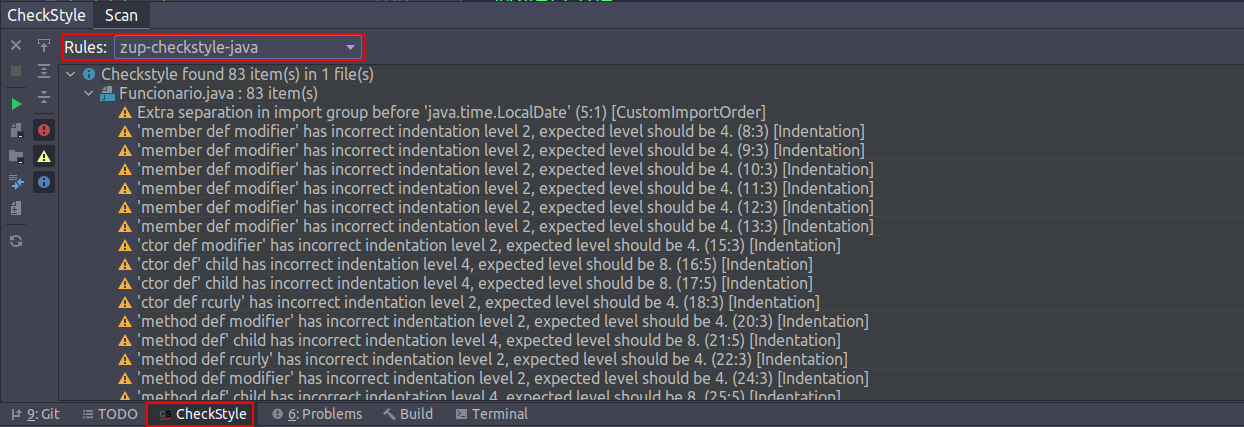 CheckStyle Scan
Rules: zup-checkstyle-java
Checkstyle found 83 item(s) in 1 file(s)
Funcionario.java : 83 item(s)
Extra separation in import group before 'java.time.LocalDate' (5:1) [CustomImportOrder]
'member def modifier' has incorrect indentation level 2, expected level should be 4. (8:3) [Indentation]
'member def modifier' has incorrect indentation level 2, expected level should be 4. (9:3) [Indentation]
'member def modifier' has incorrect indentation level 2, expected level should be 4. (10:3) [Indentation]
'member def modifier' has incorrect indentation level 2, expected level should be 4. (11:3) [Indentation]
'member def modifier' has incorrect indentation level 2, expected level should be 4. (12:3) [Indentation]
'member def modifier' has incorrect indentation level 2, expected level should be 4. (13:3) [Indentation]
'ctor def modifier' has incorrect indentation level 2, expected level should be 4. (15:3) [Indentation]
'ctor def' child has incorrect indentation level 4, expected level should be 8. (16:5) [Indentation]
'ctor def' child has incorrect indentation level 4, expected level should be 8. (17:5) [Indentation]
'ctor def rcurly' has incorrect indentation level 2, expected level should be 4. (18:3) [Indentation]
'method def modifier' has incorrect indentation level 2, expected level should be 4. (20:3) [Indentation]
'method def' child has incorrect indentation level 4, expected level should be 8. (21:5) [Indentation]
'method def rcurly' has incorrect indentation level 2, expected level should be 4. (22:3) [Indentation]
'method def modifier' has incorrect indentation level 2, expected level should be 4. (24:3) [Indentation]
'method def' child has incorrect indentation level 4, expected level should be 8. (25:5) [Indentation]
9: Git TODO CheckStyle 6: Problems Build Terminal